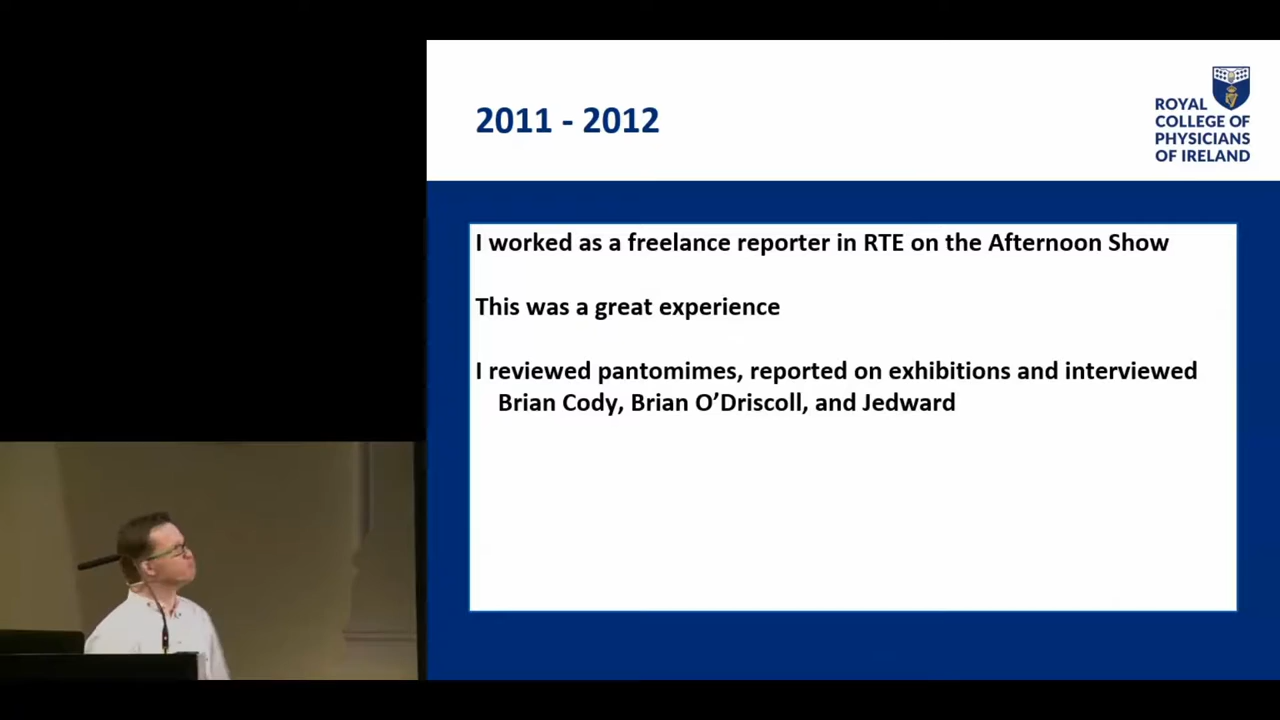 2011 - 2012
ROYAL
COLLEGE OF
PHYSICIANS
OF IRELAND
I worked as a freelance reporter in RTE on the Afternoon Show
This was a great experience
I reviewed pantomimes, reported on exhibitions and interviewed
Brian Cody, Brian O’Driscoll, and Jedward